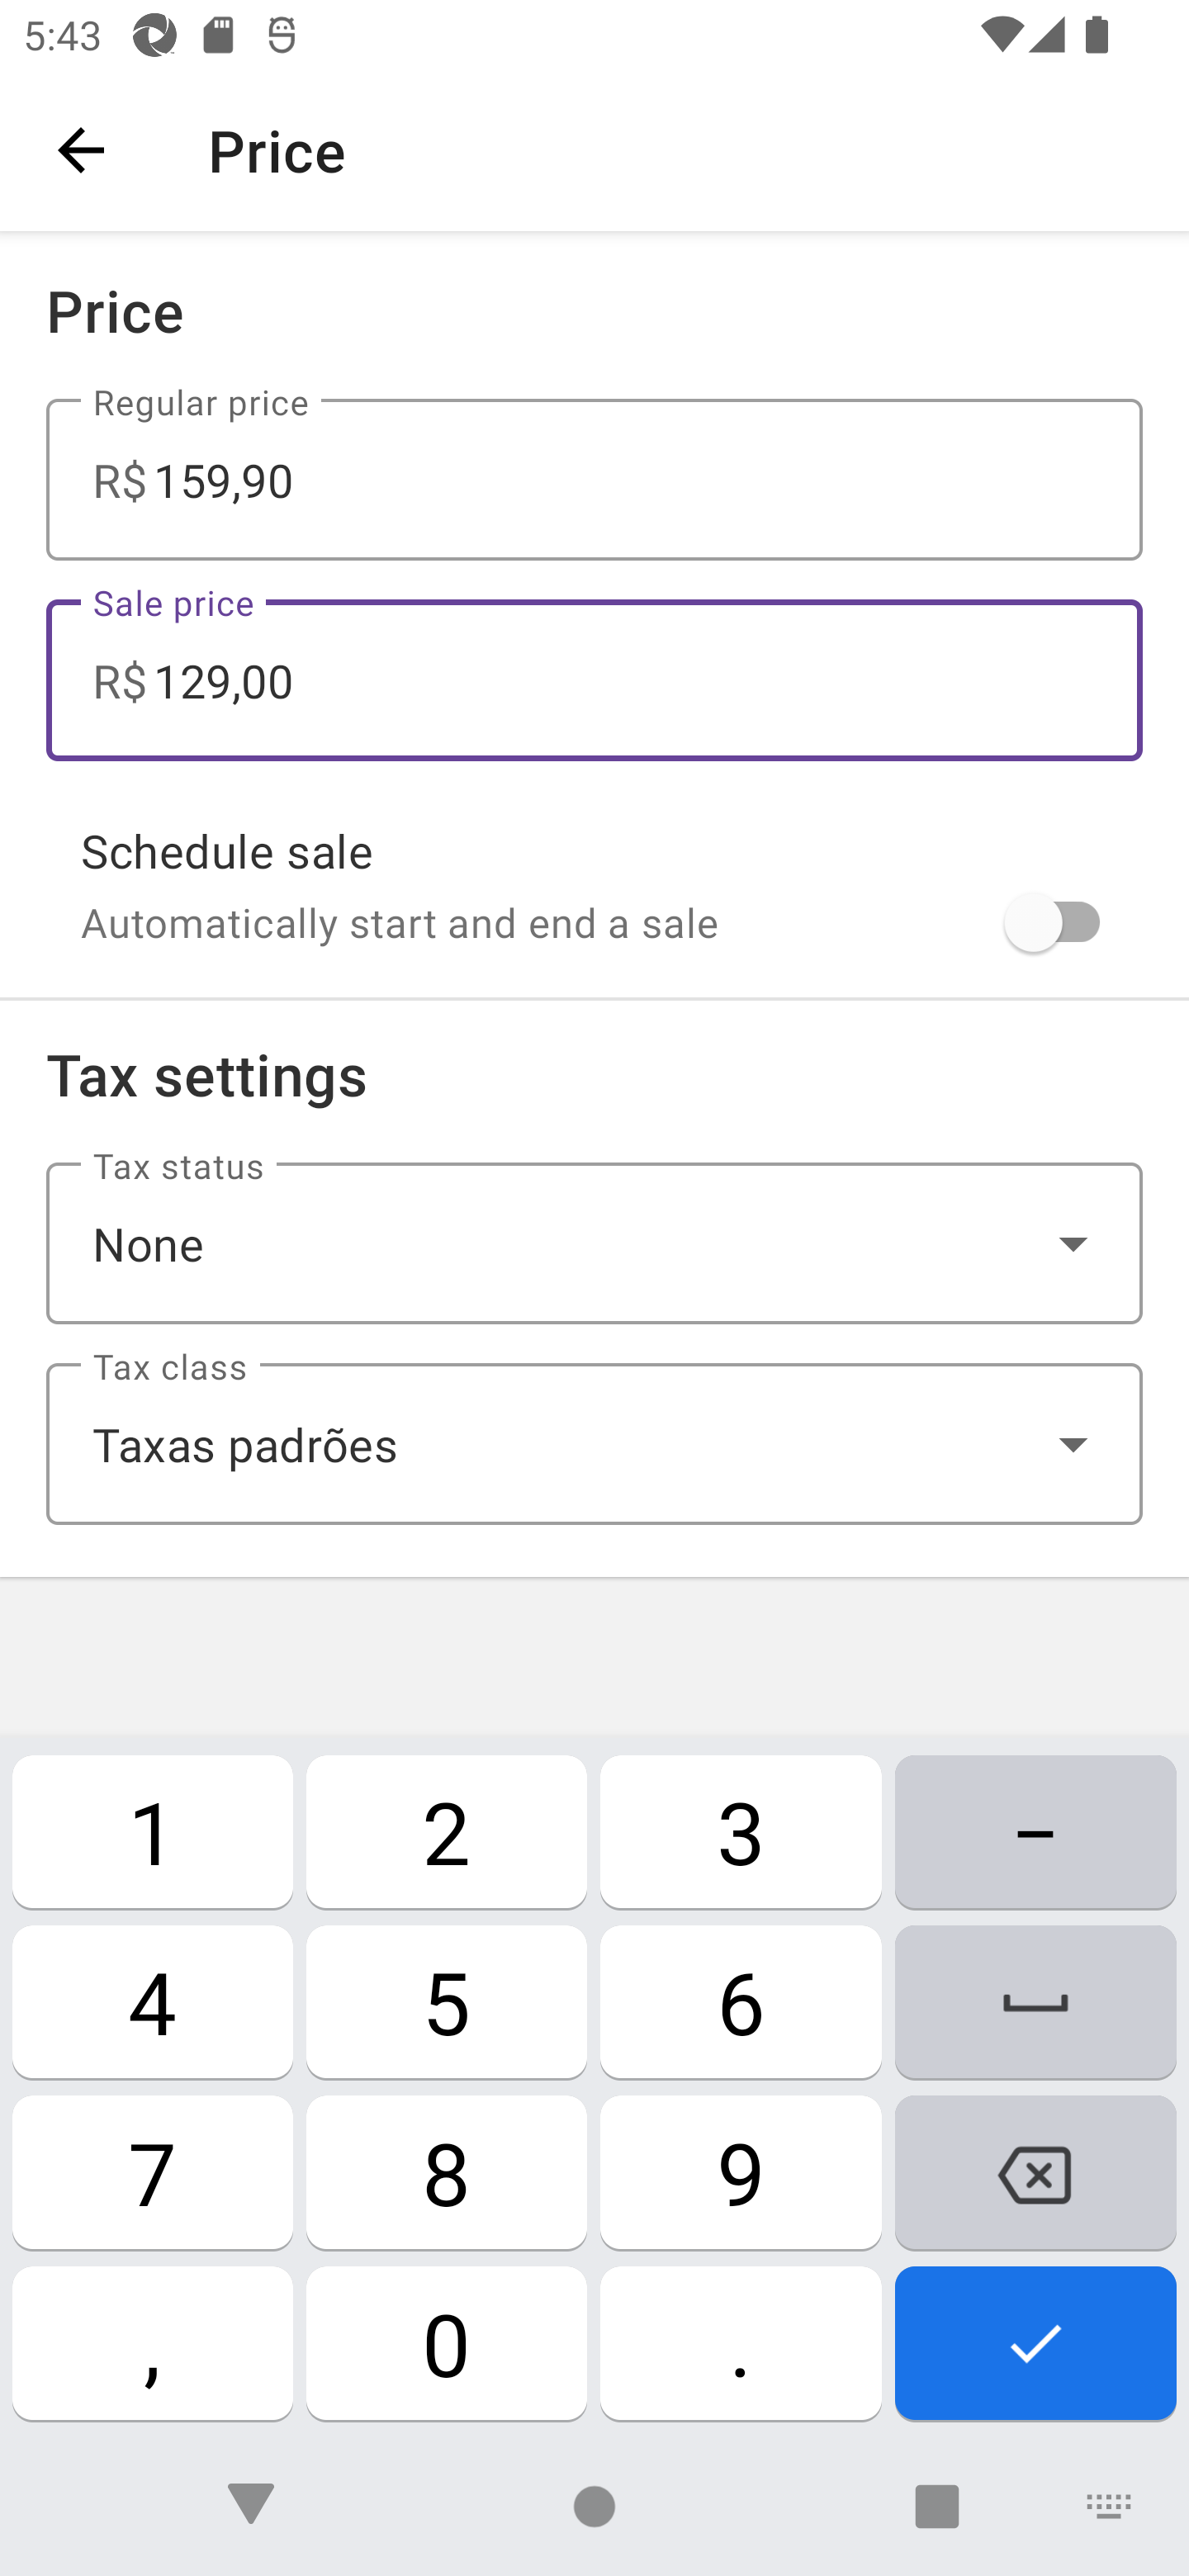 5:43
Price
Price
Regular price
R$ 159,90
Sale price
R$ 129,00
Schedule sale
Automatically start and end a sale
Tax settings
Tax status
None
Tax class
Taxas padrões
1 2 3 –
4 5 6
7 8 9
, 0 .